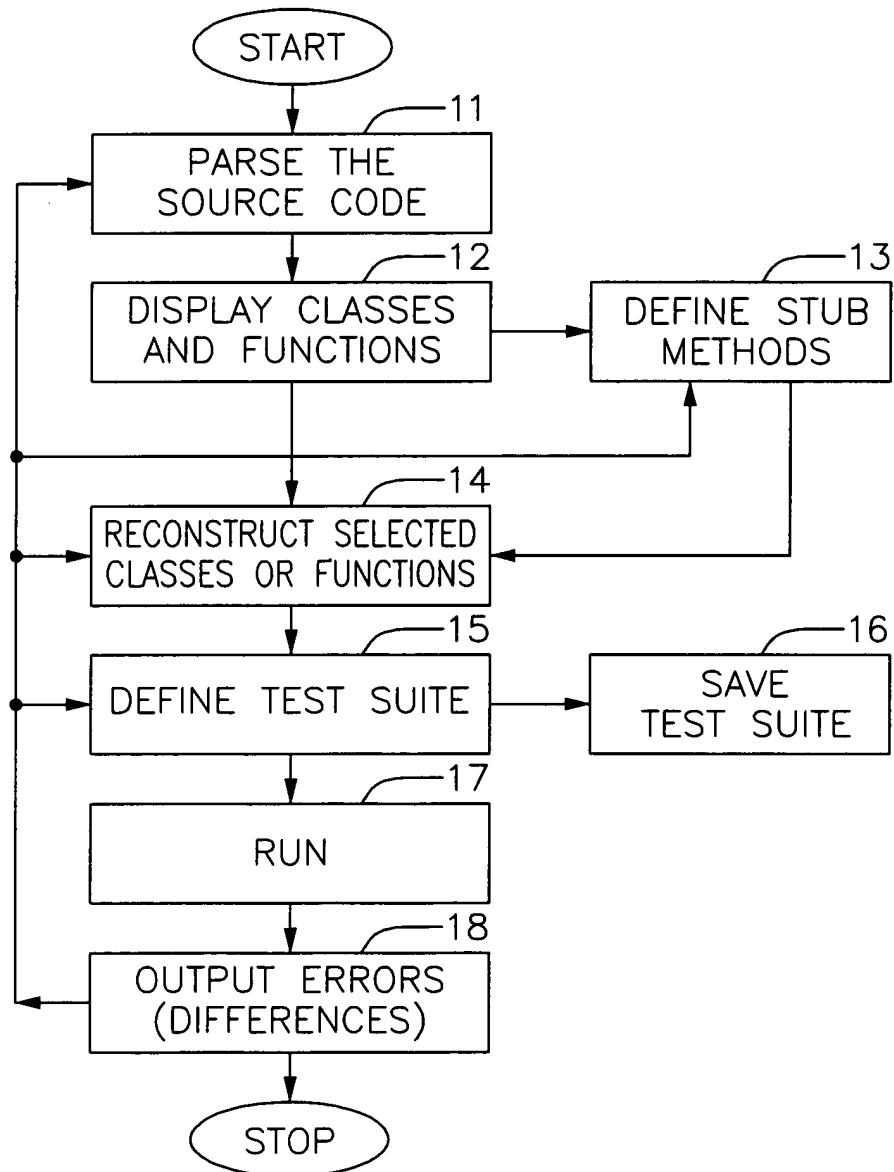 START
11
PARSE THE
SOURCE CODE
12
DISPLAY CLASSES
AND FUNCTIONS
13
DEFINE STUB
METHODS
14
RECONSTRUCT SELECTED
CLASSES OR FUNCTIONS
15
DEFINE TEST SUITE
16
SAVE
TEST SUITE
17
RUN
18
OUTPUT ERRORS
(DIFFERENCES)
STOP